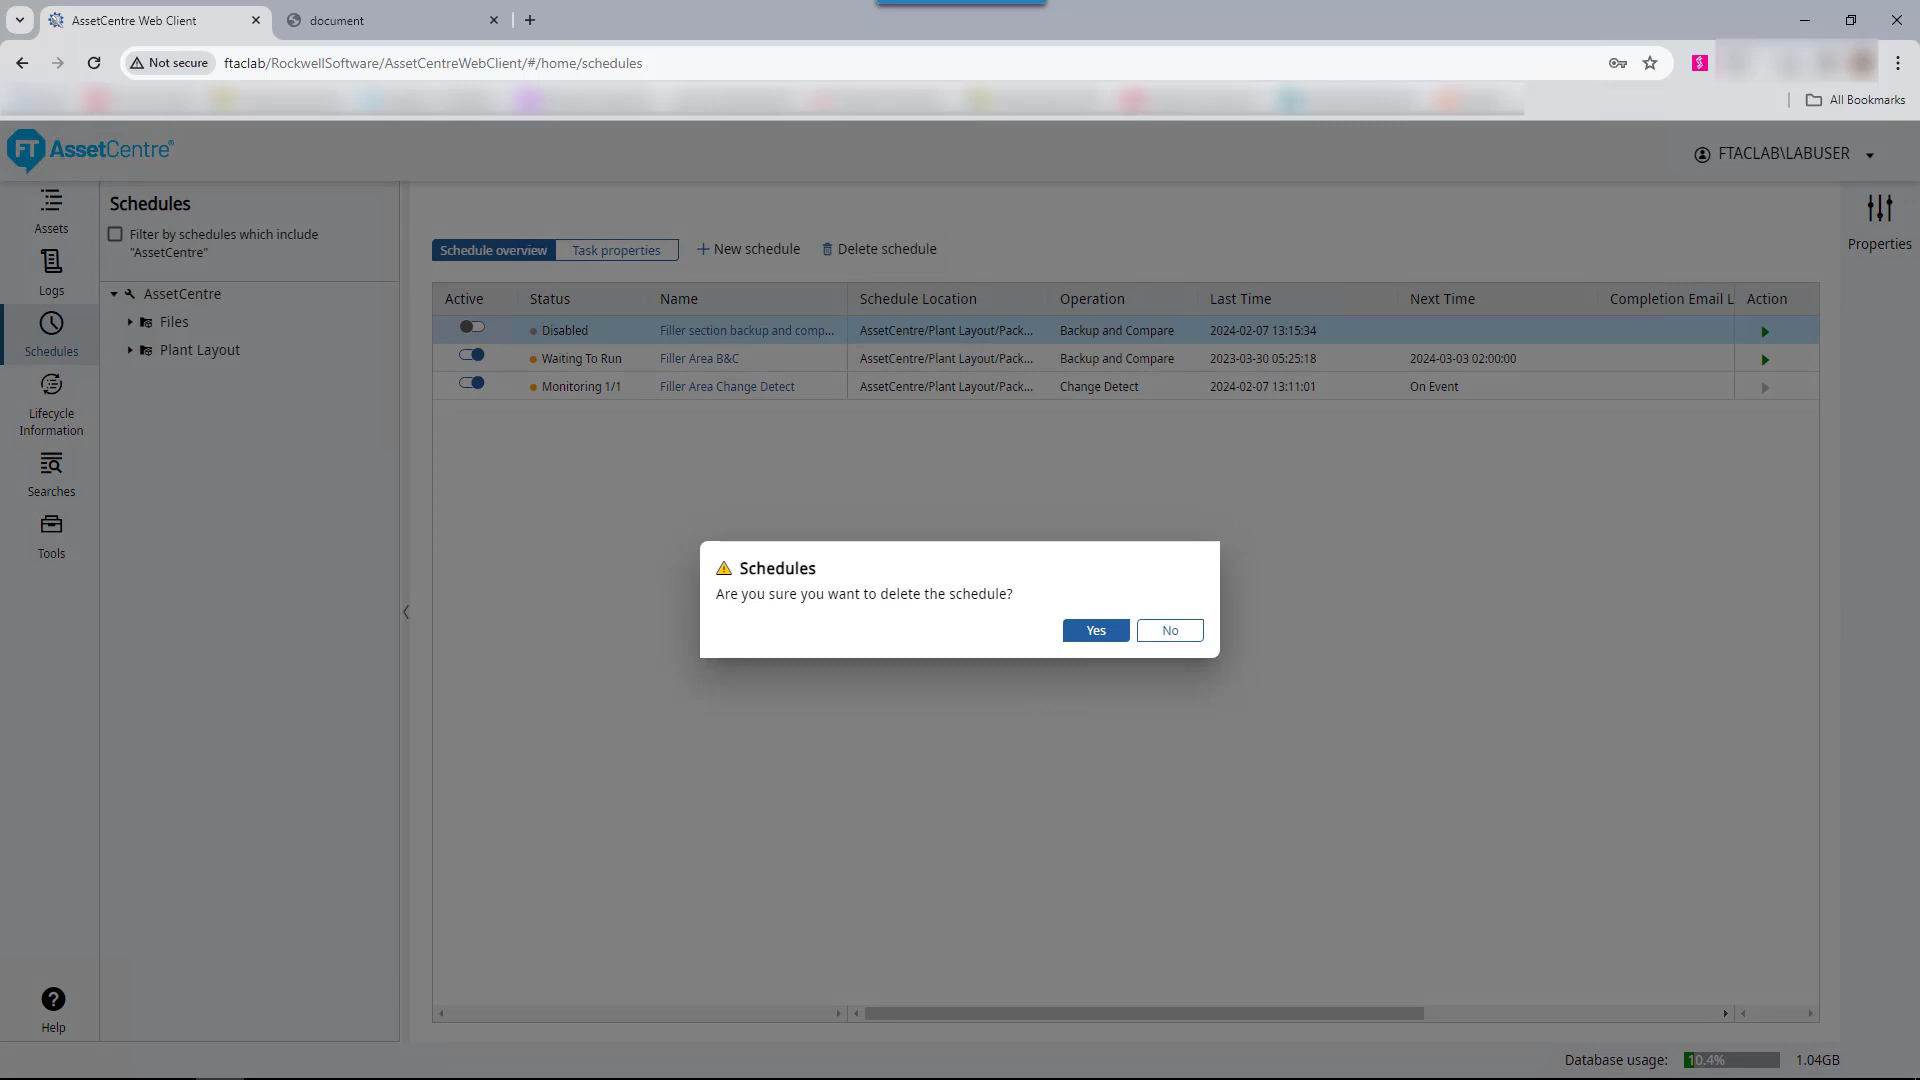 AssetCentre Web Client
document
Not secure
ftaclab/RockwellSoftware/AssetCentreWebClient/#/home/schedules
All Bookmarks
FT AssetCentre®
FTACLAB\LABUSER
Assets
Logs
Schedules
Lifecycle
Information
Searches
Tools
Help
Schedules
Filter by schedules which include
"AssetCentre"
AssetCentre
Files
Plant Layout
Schedule overview
Task properties
New schedule
Delete schedule
Properties
Active Status Name Schedule Location Operation Last Time Next Time Completion Email L Action
Disabled Filler section backup and comp... AssetCentre/Plant Layout/Pack... Backup and Compare 2024-02-07 13:15:34
Waiting To Run Filler Area B&C AssetCentre/Plant Layout/Pack... Backup and Compare 2023-03-30 05:25:18 2024-03-03 02:00:00
Monitoring 1/1 Filler Area Change Detect AssetCentre/Plant Layout/Pack... Change Detect 2024-02-07 13:11:01 On Event
Schedules
Are you sure you want to delete the schedule?
Yes
No
Database usage: 10.4% 1.04GB